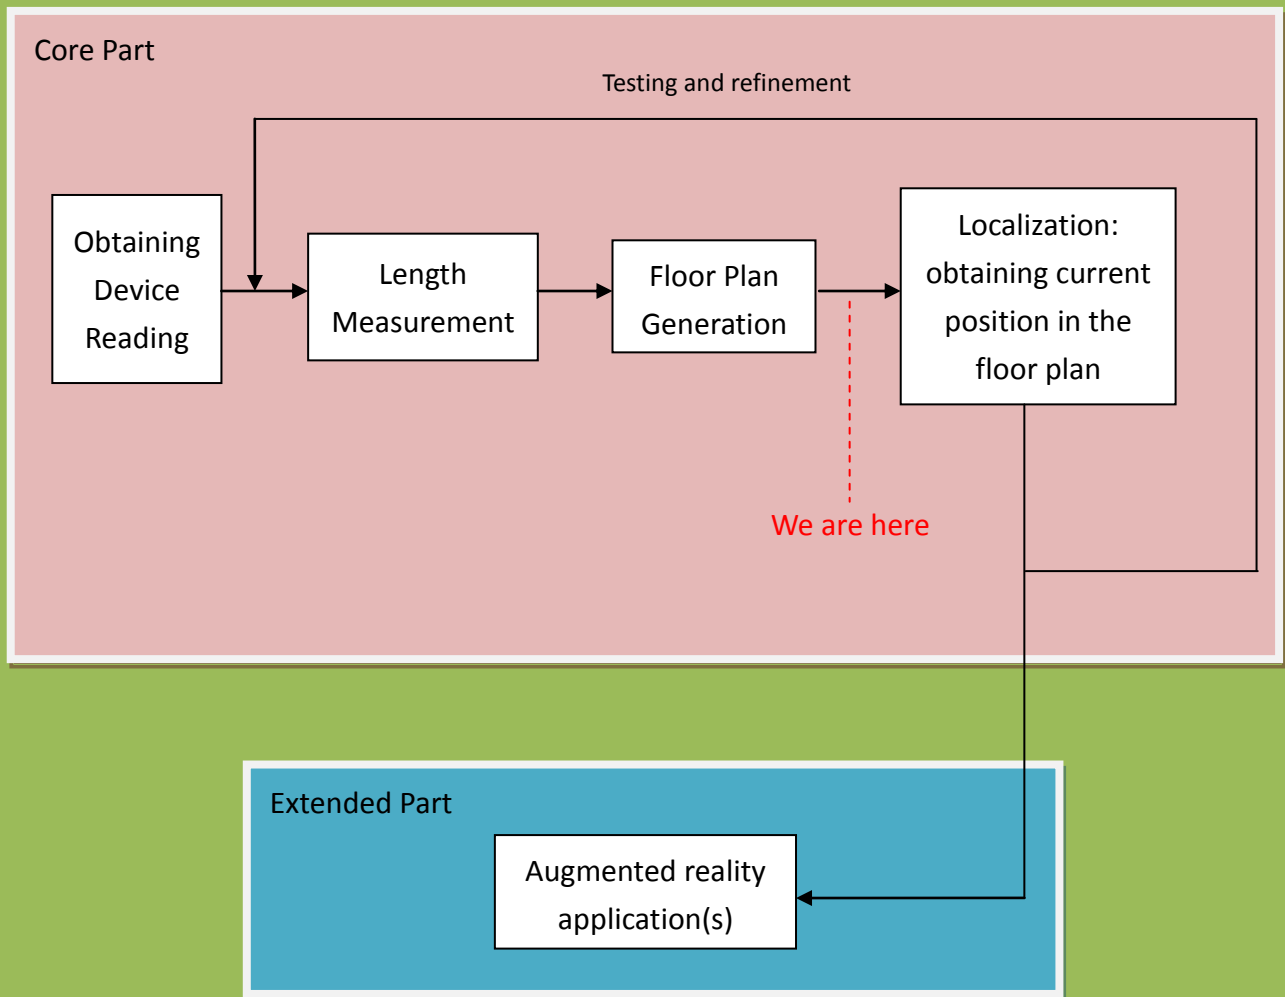 Core Part
Testing and refinement
Obtaining
Device
Reading
Length
Measurement
Floor Plan
Generation
Localization:
obtaining current
position in the
floor plan
We are here
Extended Part
Augmented reality
application(s)